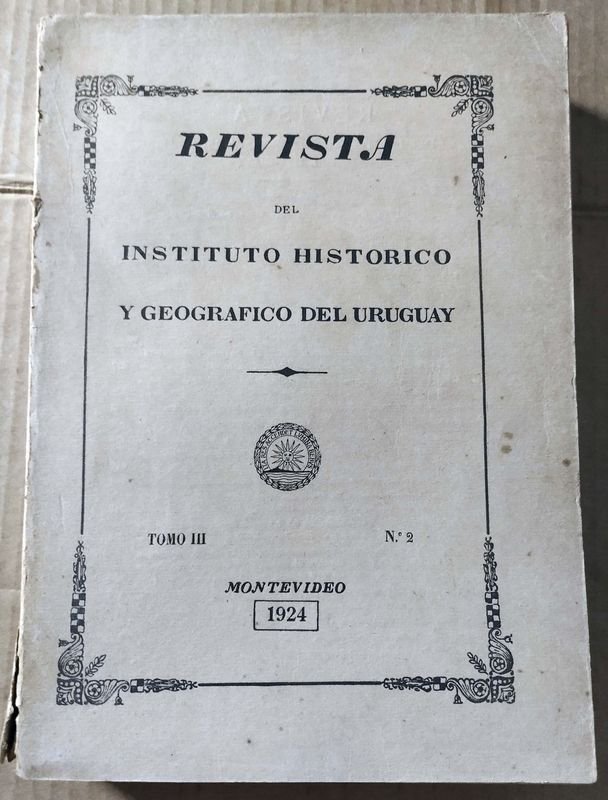 REVISTA
DEL
INSTITUTO HISTORICO
Y GEOGRAFICO DEL URUGUAY
TOMO III N.º 2
MONTEVIDEO
1924